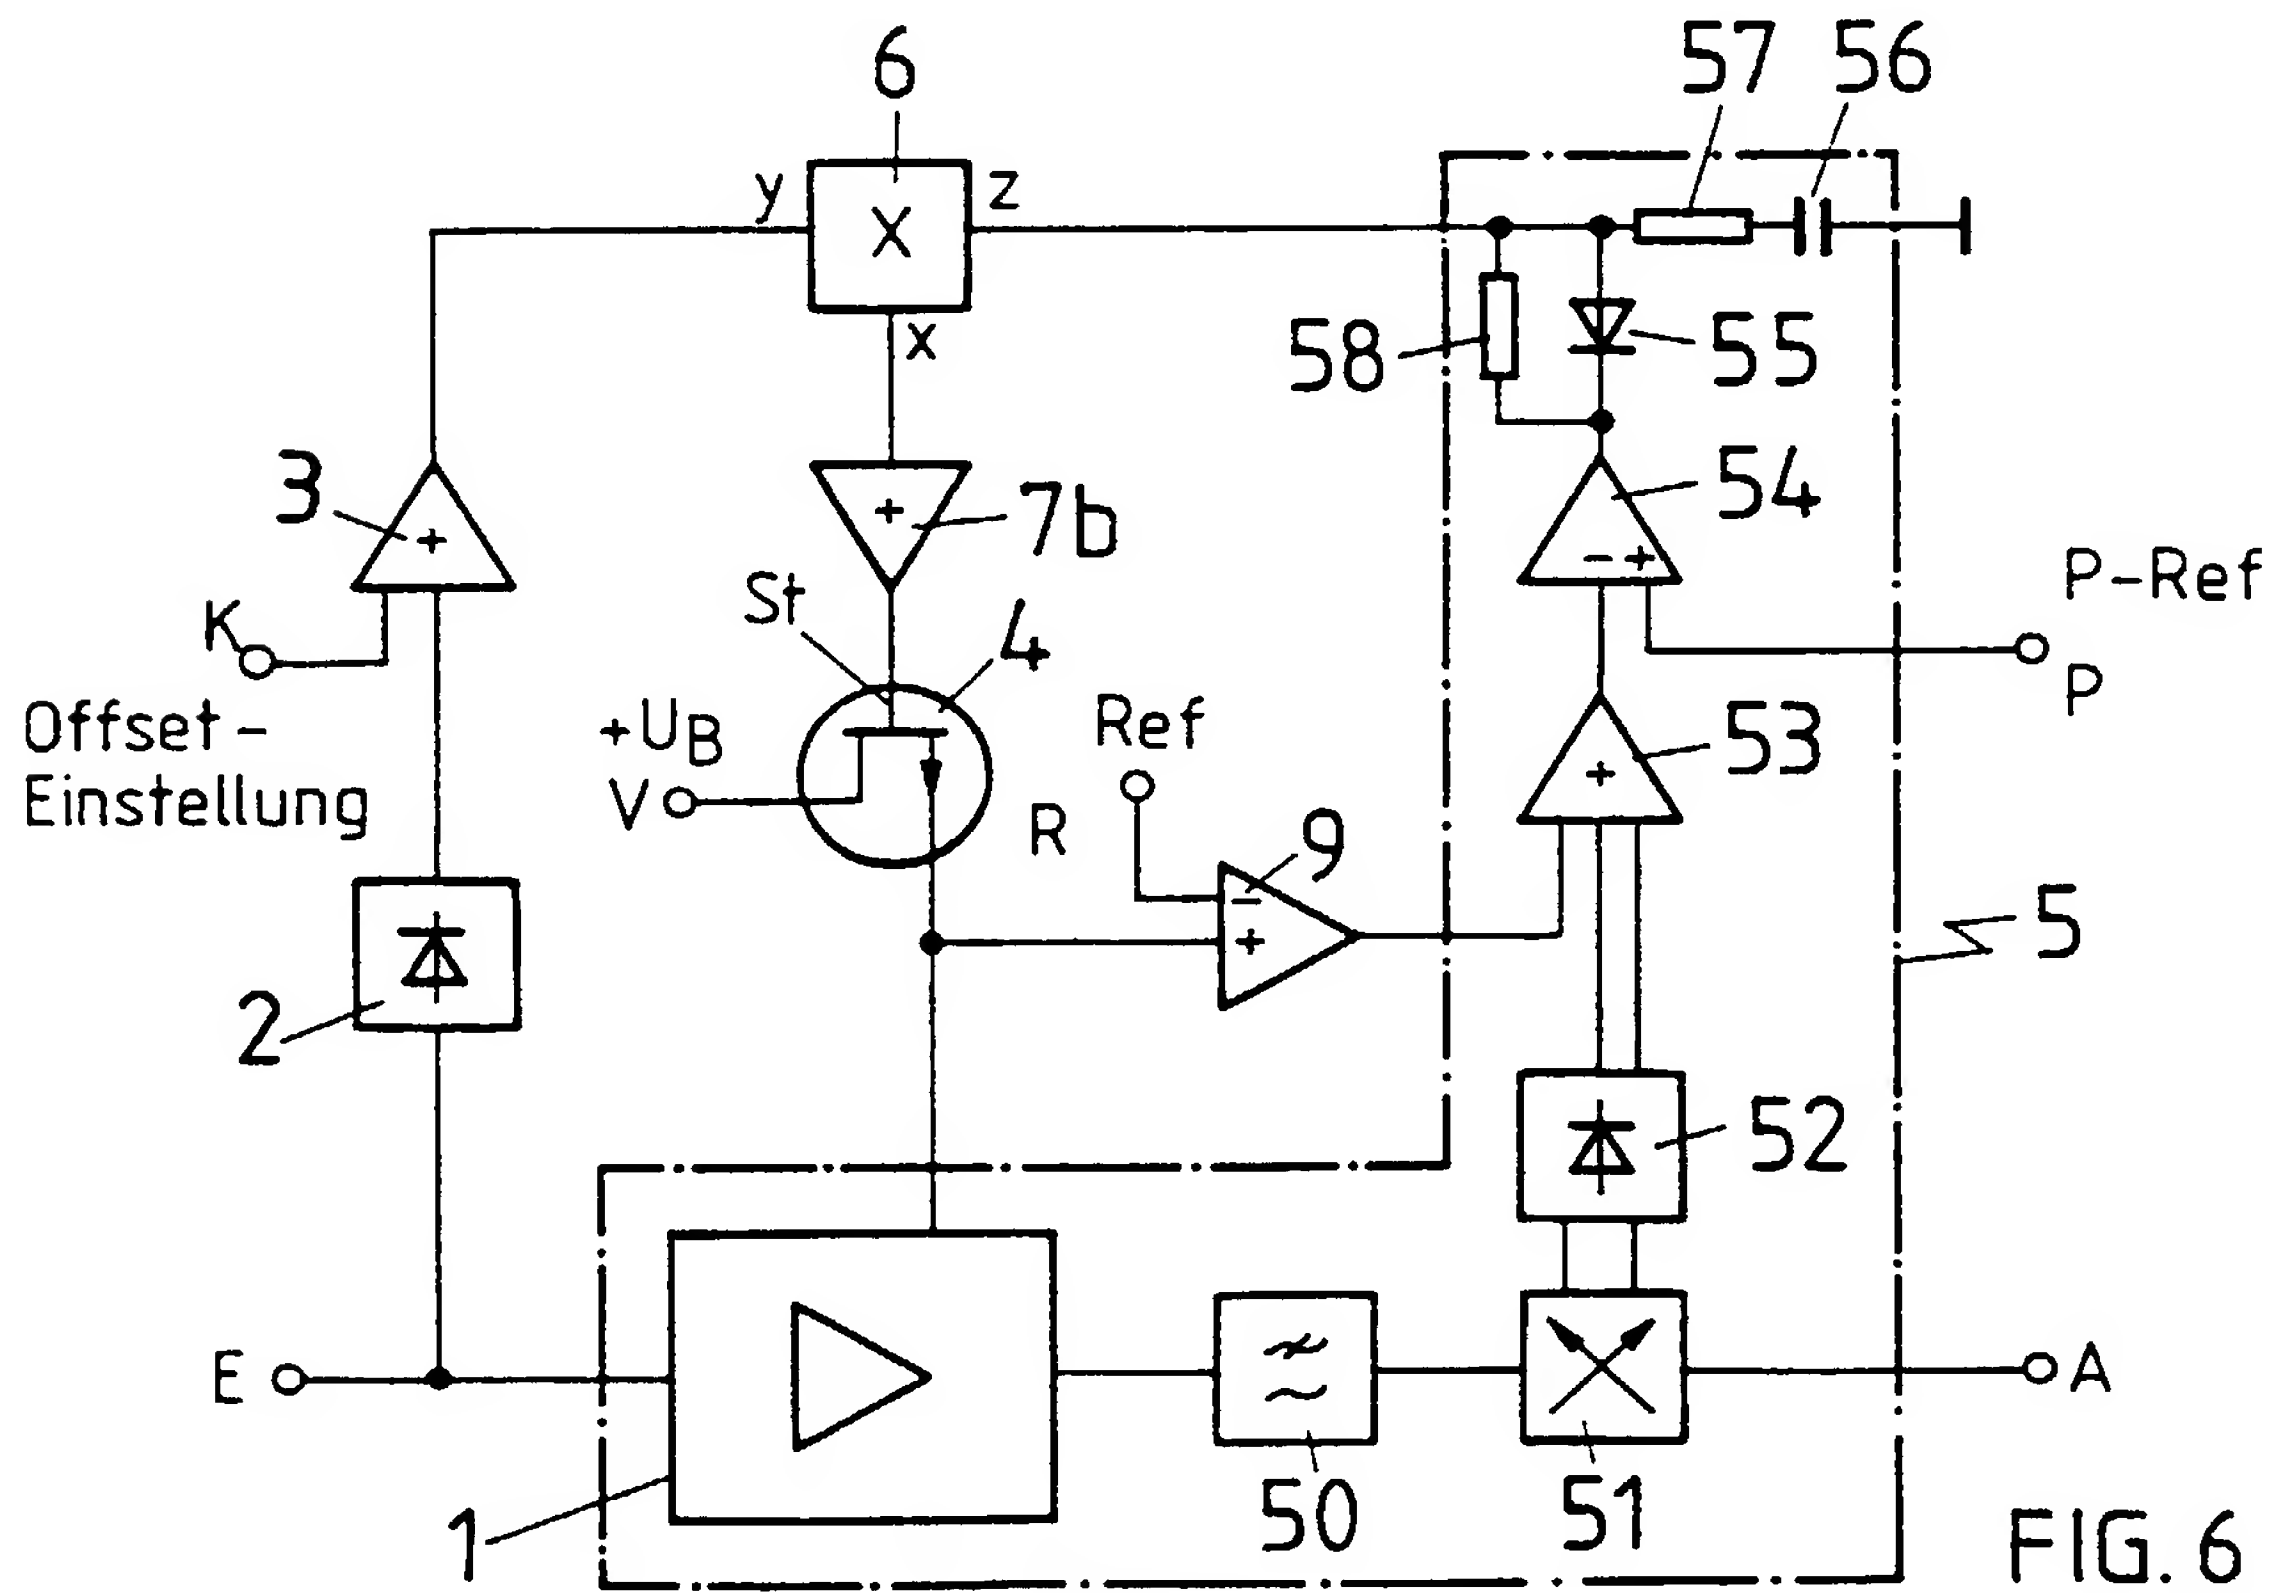 6
57 56
y
z
X
x
58
55
3
+
+
7b
54
- +
P-Ref
P
K
St
4
Offset-
Einstellung
+UB
V
Ref
R
53
+
9
-
+
5
2
52
E
A
1
50
51
FIG. 6